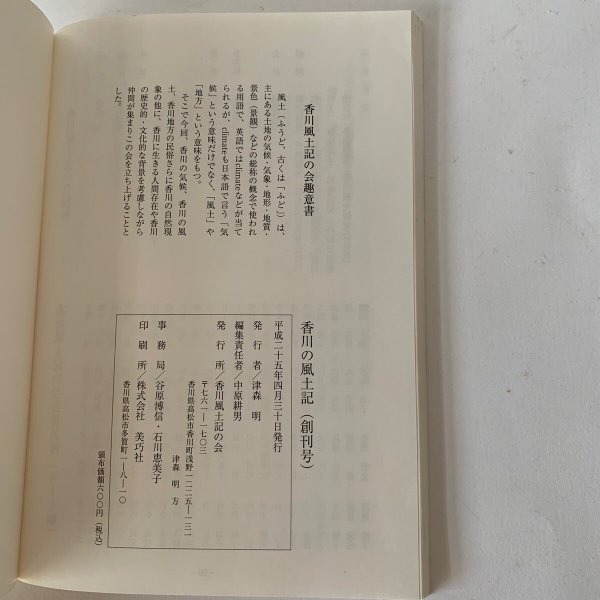 香川風土記の会趣意書
風土(ふうど、古くは「ふど」)は、
主にある土地の気候・気象・地形・地質・
景色(景観)などの総称の概念で使われ
る用語で、英語ではclimateなどが当て
られるが、climateも日本語で言う「気
候」という意味だけでなく、「風土」や
「地方」という意味をもつ。
そこで今回、香川の気候、香川の風
土、香川地方の民俗さらに香川の自然現
象の他に、香川に生きる人間存在や香川
の歴史的・文化的な背景を考慮しながら
仲間が集まりこの会を立ち上げることと
した。
香川の風土記(創刊号)
平成二十五年四月三十日発行
発行者/津森 明
編集責任者/中原耕男
発行所/香川風土記の会
〒七六一―一七〇三
香川県高松市香川町浅野一二二五―一三一
津森 明 方
事務局/谷原博信・石川恵美子
印刷所/株式会社 美巧社
香川県高松市多賀町一―八―一〇
頒布価額六〇〇円(税込)